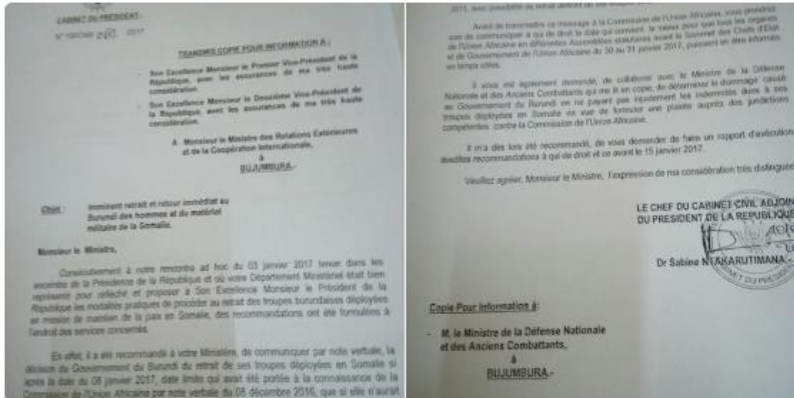 CABINET DU PRESIDENT.-
2017
TRANSMIS COPIE POUR INFORMATION A :
- Son Excellence Monsieur le Premier Vice-Président de la
République, avec les assurances de ma très haute
considération.
- Son Excellence Monsieur le Deuxième Vice-Président de
la République, avec les assurances de ma très haute
considération.
A Monsieur le Ministre des Relations Extérieures
et de la Coopération Internationale,
à
BUJUMBURA.-
Objet : Imminent retrait et retour immédiat au
Burundi des hommes et du matériel
militaire de la Somalie.
Monsieur le Ministre,
Consécutivement à notre rencontre ad hoc du 03 janvier 2017 tenue dans les
enceintes de la Présidence de la République et où votre Département Ministériel était bien
représenté pour réfléchir et proposer à Son Excellence Monsieur le Président de la
République les modalités pratiques de procéder au retrait des troupes burundaises déployées
en mission de maintien de la paix en Somalie, des recommandations ont été formulées à
l'endroit des services concernés.
En effet, il a été recommandé à votre Ministère, de communiquer par note verbale, la
décision du Gouvernement du Burundi du retrait de ses troupes déployées en Somalie si
après la date du 08 janvier 2017, date limite qui avait été portée à la connaissance de la
Commission de l'Union Africaine par note verbale du 08 décembre 2016, que si elle n'aurait
Avant de transmettre ce message à la Commission de l'Union Africaine, vous prendrez
soin de communiquer à qui de droit la date qui convient le mieux pour que tous les organes
de l'Union Africaine en différentes Assemblées statutaires avant le Sommet des Chefs d'Etat
et de Gouvernement de l'Union Africaine du 30 au 31 janvier 2017, puissent en être informés
en temps utiles.
Il vous est également demandé, de collaborer avec le Ministre de la Défense
Nationale et des Anciens Combattants qui me lit en copie, de déterminer le dommage causé
au Gouvernement du Burundi en ne payant pas les indemnités dues à ses
troupes déployées en Somalie en vue de formuler une plainte auprès des juridictions
compétentes contre la Commission de l'Union Africaine.
Il m'a dès lors été recommandé, de vous demander de faire un rapport d'exécution
desdites recommandations à qui de droit et ce avant le 15 janvier 2017.
Veuillez agréer, Monsieur le Ministre, l'expression de ma considération très distinguée
LE CHEF DU CABINET CIVIL ADJOIN
DU PRESIDENT DE LA REPUBLIQUE
Dr Sabine NTAKARUTIMANA.-
Copie Pour Information à:
- M. le Ministre de la Défense Nationale
et des Anciens Combattants,
à
BUJUMBURA.-